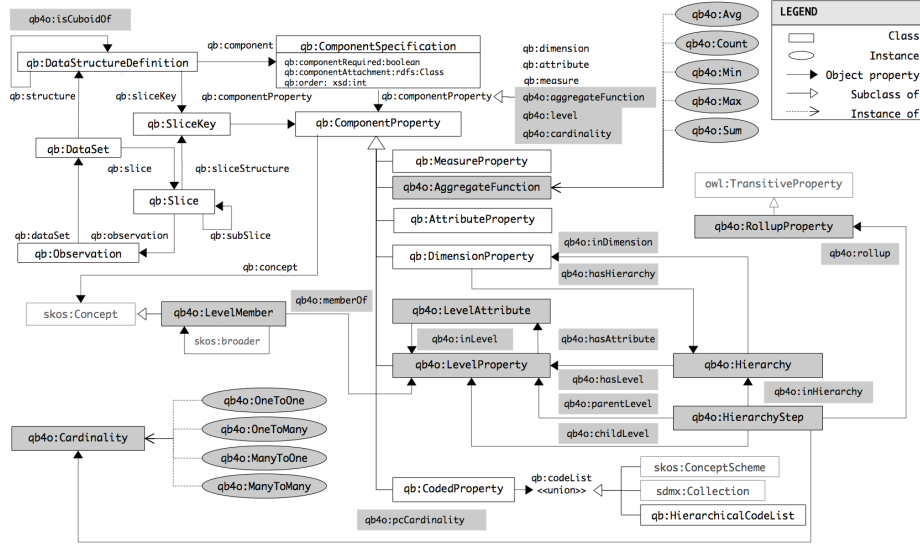 qb4o:isCuboidOf
qb:DataStructureDefinition
qb:component
qb:ComponentSpecification
qb:componentRequired:boolean
qb:componentAttachment:rdfs:Class
qb:order: xsd:int
qb:dimension
qb:attribute
qb:measure
qb4o:aggregateFunction
qb4o:level
qb4o:cardinality
qb4o:Avg
qb4o:Count
qb4o:Min
qb4o:Max
qb4o:Sum
LEGEND
Class
Instance
Object property
Subclass of
Instance of
qb:structure
qb:sliceKey
qb:componentProperty
qb:componentProperty
qb:SliceKey
qb:ComponentProperty
qb:DataSet
qb:slice
qb:sliceStructure
qb:Slice
qb:subSlice
qb:dataSet
qb:observation
qb:Observation
qb:concept
qb:MeasureProperty
qb4o:AggregateFunction
qb:AttributeProperty
qb:DimensionProperty
qb4o:inDimension
qb4o:hasHierarchy
owl:TransitiveProperty
qb4o:RollupProperty
qb4o:rollup
skos:Concept
qb4o:LevelMember
skos:broader
qb4o:memberOf
qb4o:LevelAttribute
qb4o:inLevel
qb4o:hasAttribute
qb4o:LevelProperty
qb4o:hasLevel
qb4o:Hierarchy
qb4o:parentLevel
qb4o:inHierarchy
qb4o:HierarchyStep
qb4o:childLevel
qb4o:Cardinality
qb4o:OneToOne
qb4o:OneToMany
qb4o:ManyToOne
qb4o:ManyToMany
qb:CodedProperty
qb:codeList
<<union>>
skos:ConceptScheme
sdmx:Collection
qb:HierarchicalCodeList
qb4o:pcCardinality